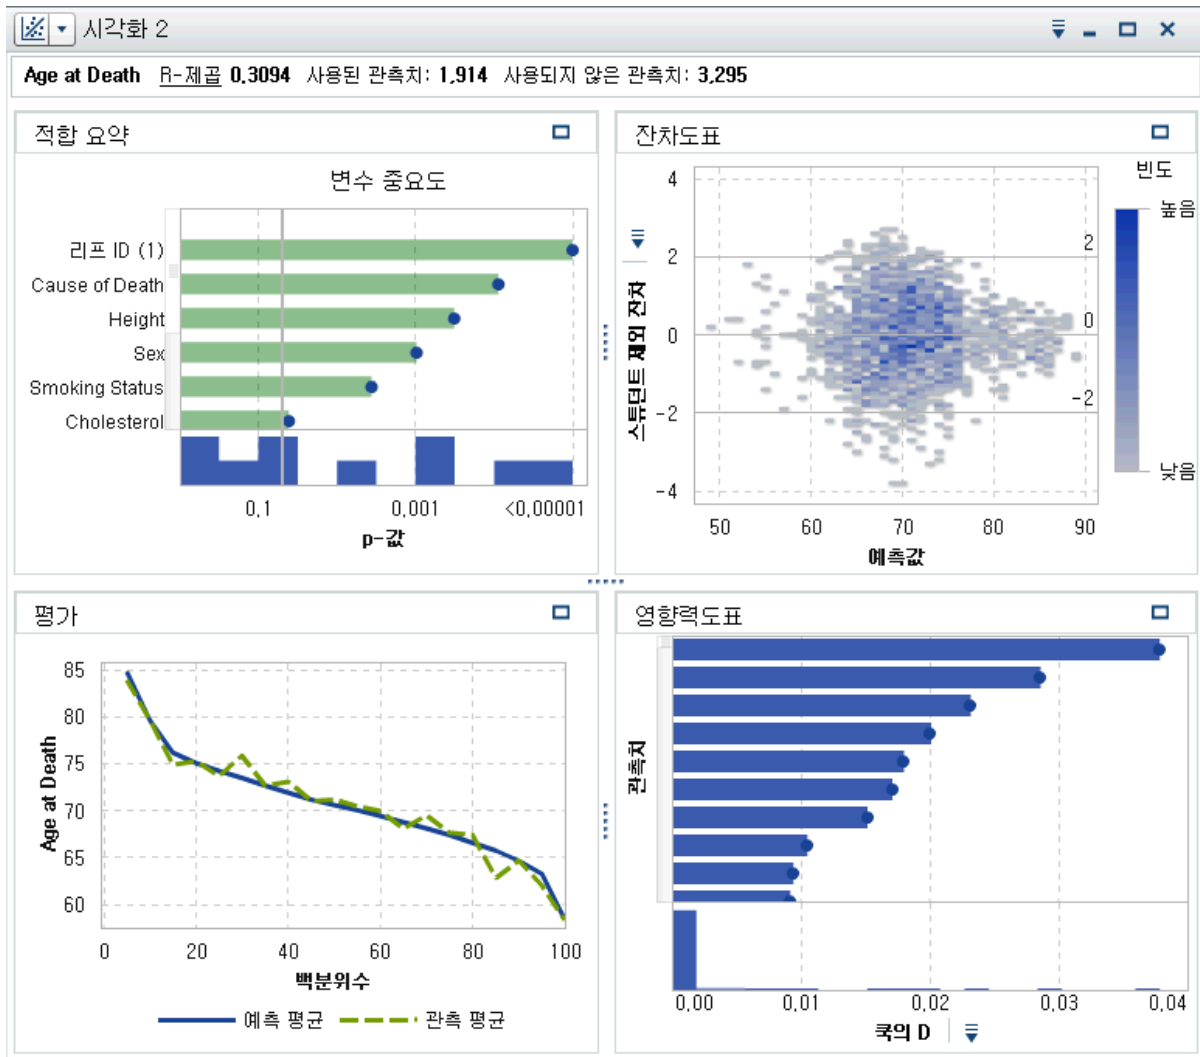 시각화 2
Age at Death R-제곱 0.3094 사용된 관측치: 1,914 사용되지 않은 관측치: 3,295
적합 요약
변수 중요도
리프 ID (1)
Cause of Death
Height
Sex
Smoking Status
Cholesterol
0.1 0.001 <0.00001
p-값
잔차도표
빈도
높음
낮음
4
2
0
-2
-4
2
0
-2
스튜던트 제외 잔차
50 60 70 80 90
예측값
평가
85
80
75
70
65
60
Age at Death
0 20 40 60 80 100
백분위수
예측 평균 관측 평균
영향력도표
관측치
0.00 0.01 0.02 0.03 0.04
쿡의 D